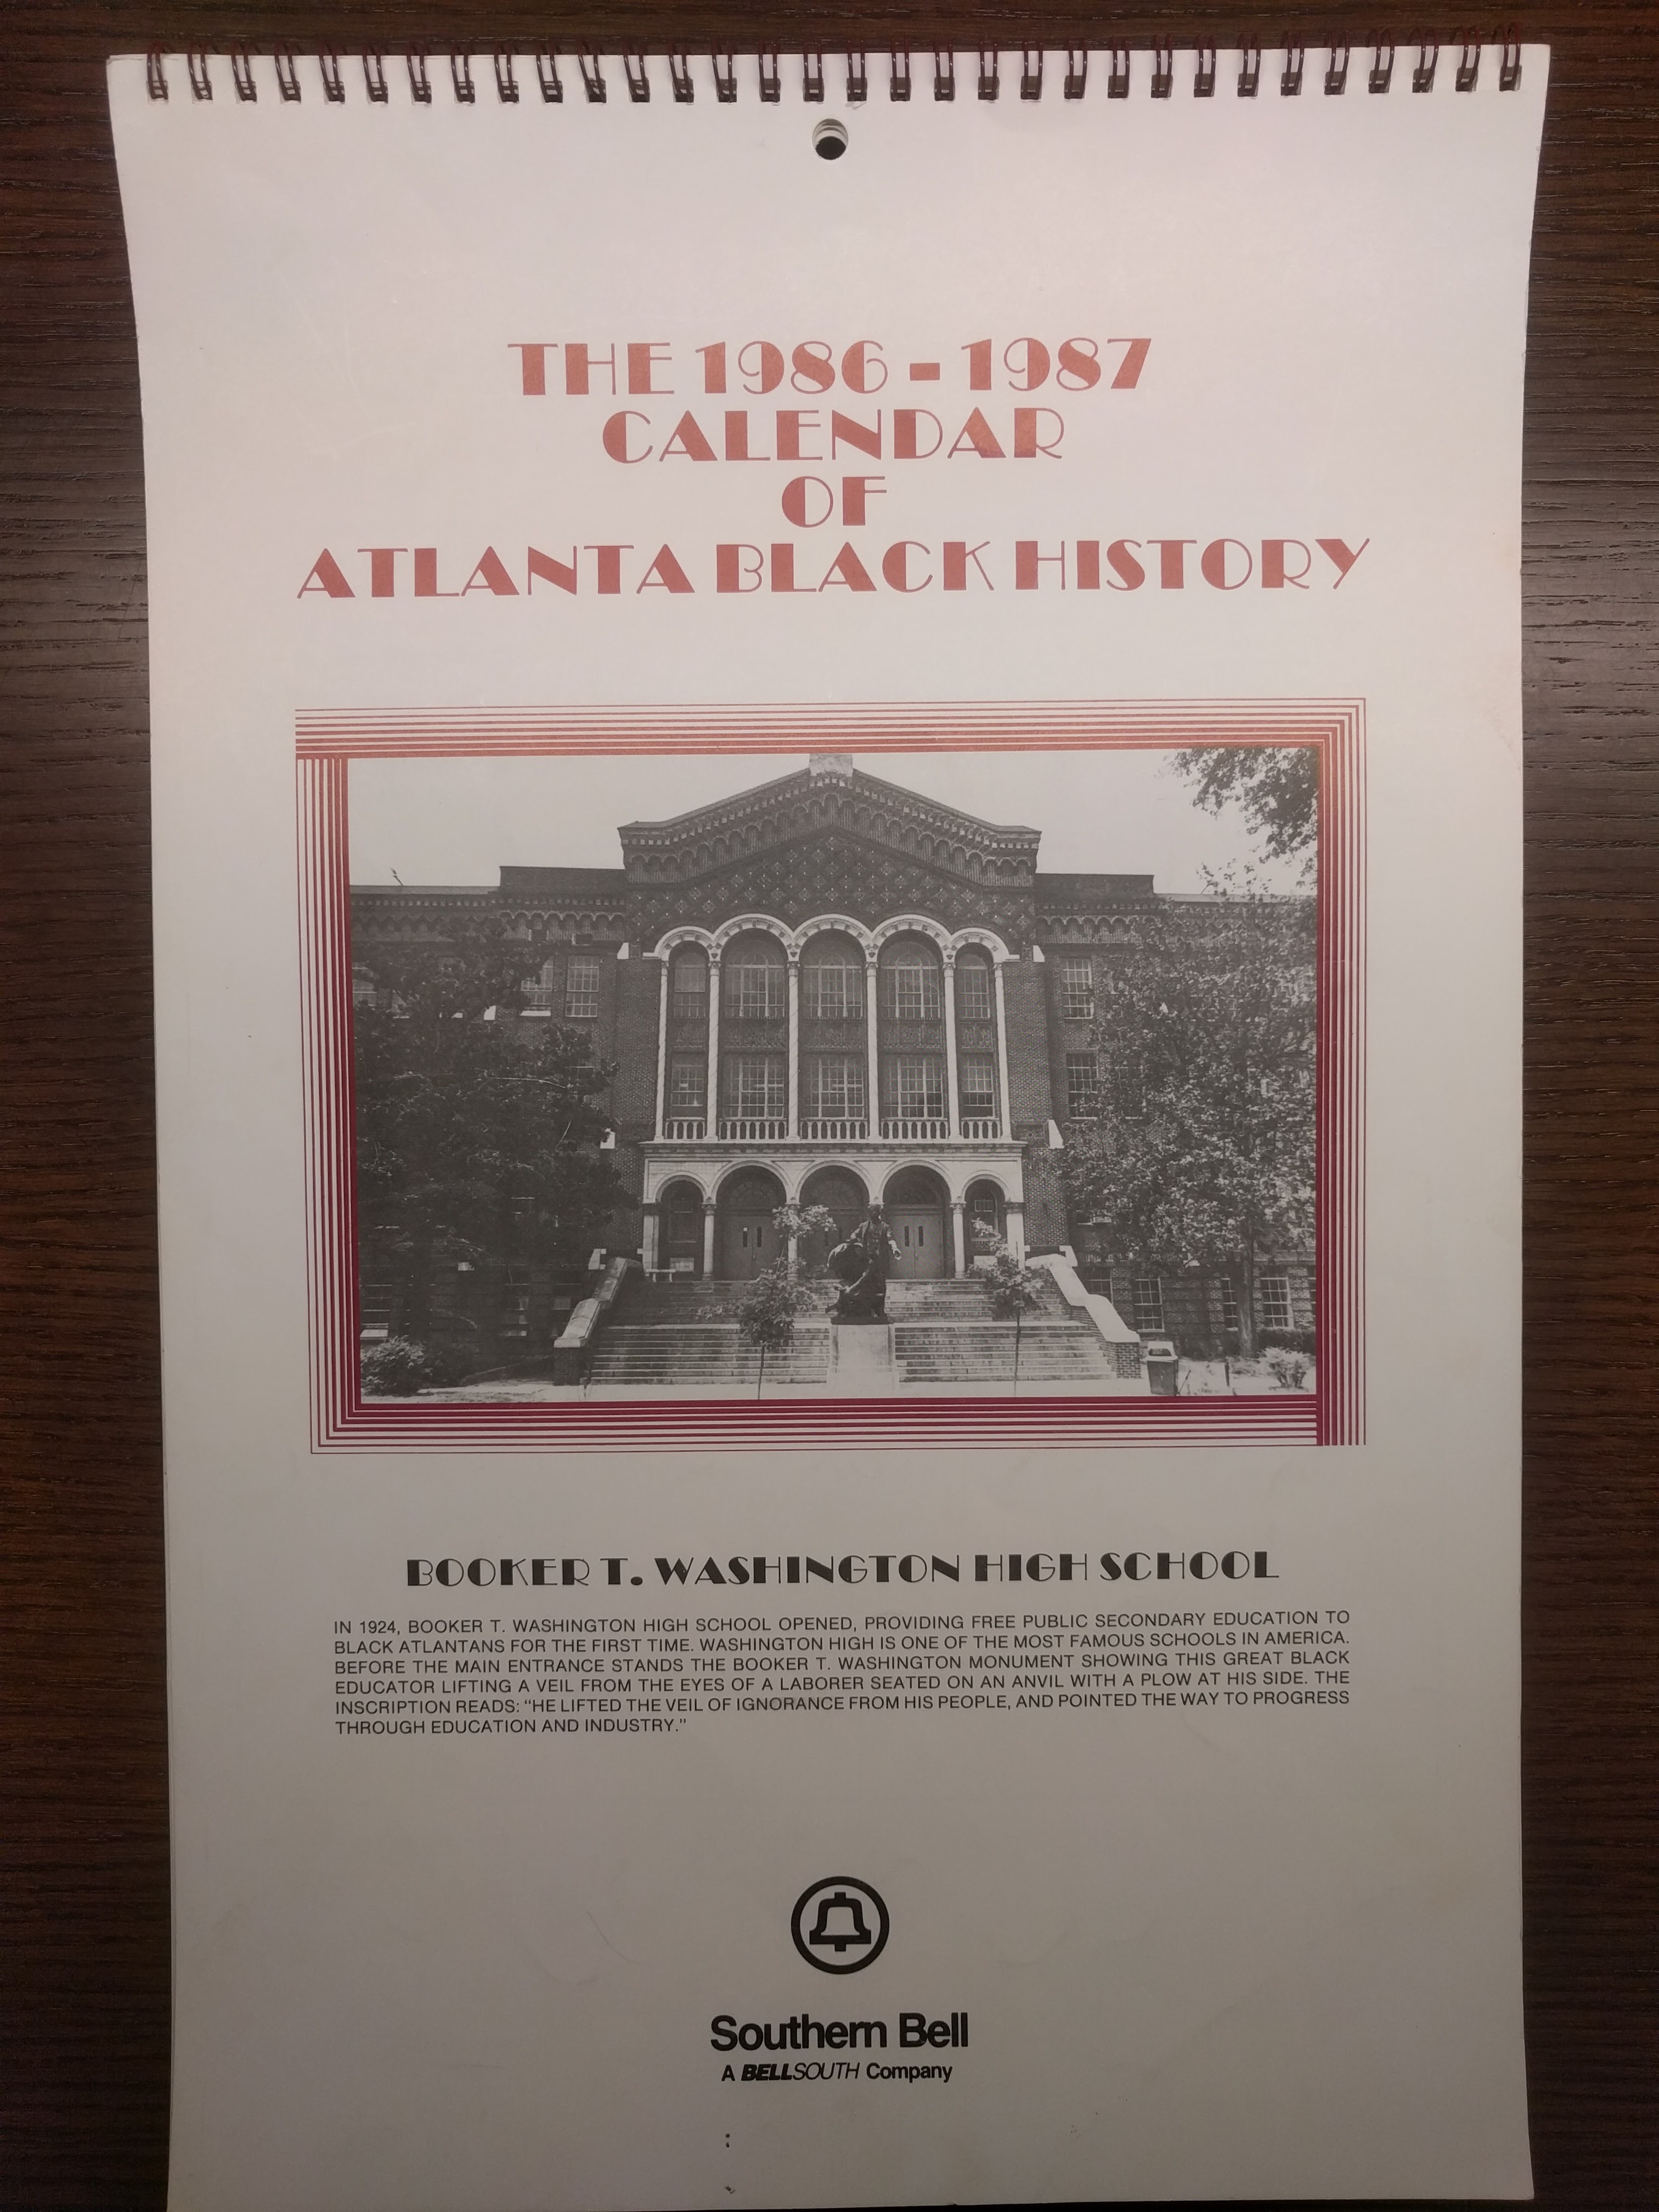 THE 1986 - 1987
CALENDAR
OF
ATLANTA BLACK HISTORY
BOOKER T. WASHINGTON HIGH SCHOOL
IN 1924, BOOKER T. WASHINGTON HIGH SCHOOL OPENED, PROVIDING FREE PUBLIC SECONDARY EDUCATION TO
BLACK ATLANTANS FOR THE FIRST TIME. WASHINGTON HIGH IS ONE OF THE MOST FAMOUS SCHOOLS IN AMERICA.
BEFORE THE MAIN ENTRANCE STANDS THE BOOKER T. WASHINGTON MONUMENT SHOWING THIS GREAT BLACK
EDUCATOR LIFTING A VEIL FROM THE EYES OF A LABORER SEATED ON AN ANVIL WITH A PLOW AT HIS SIDE. THE
INSCRIPTION READS: “HE LIFTED THE VEIL OF IGNORANCE FROM HIS PEOPLE, AND POINTED THE WAY TO PROGRESS
THROUGH EDUCATION AND INDUSTRY.”
Southern Bell
A BELLSOUTH Company